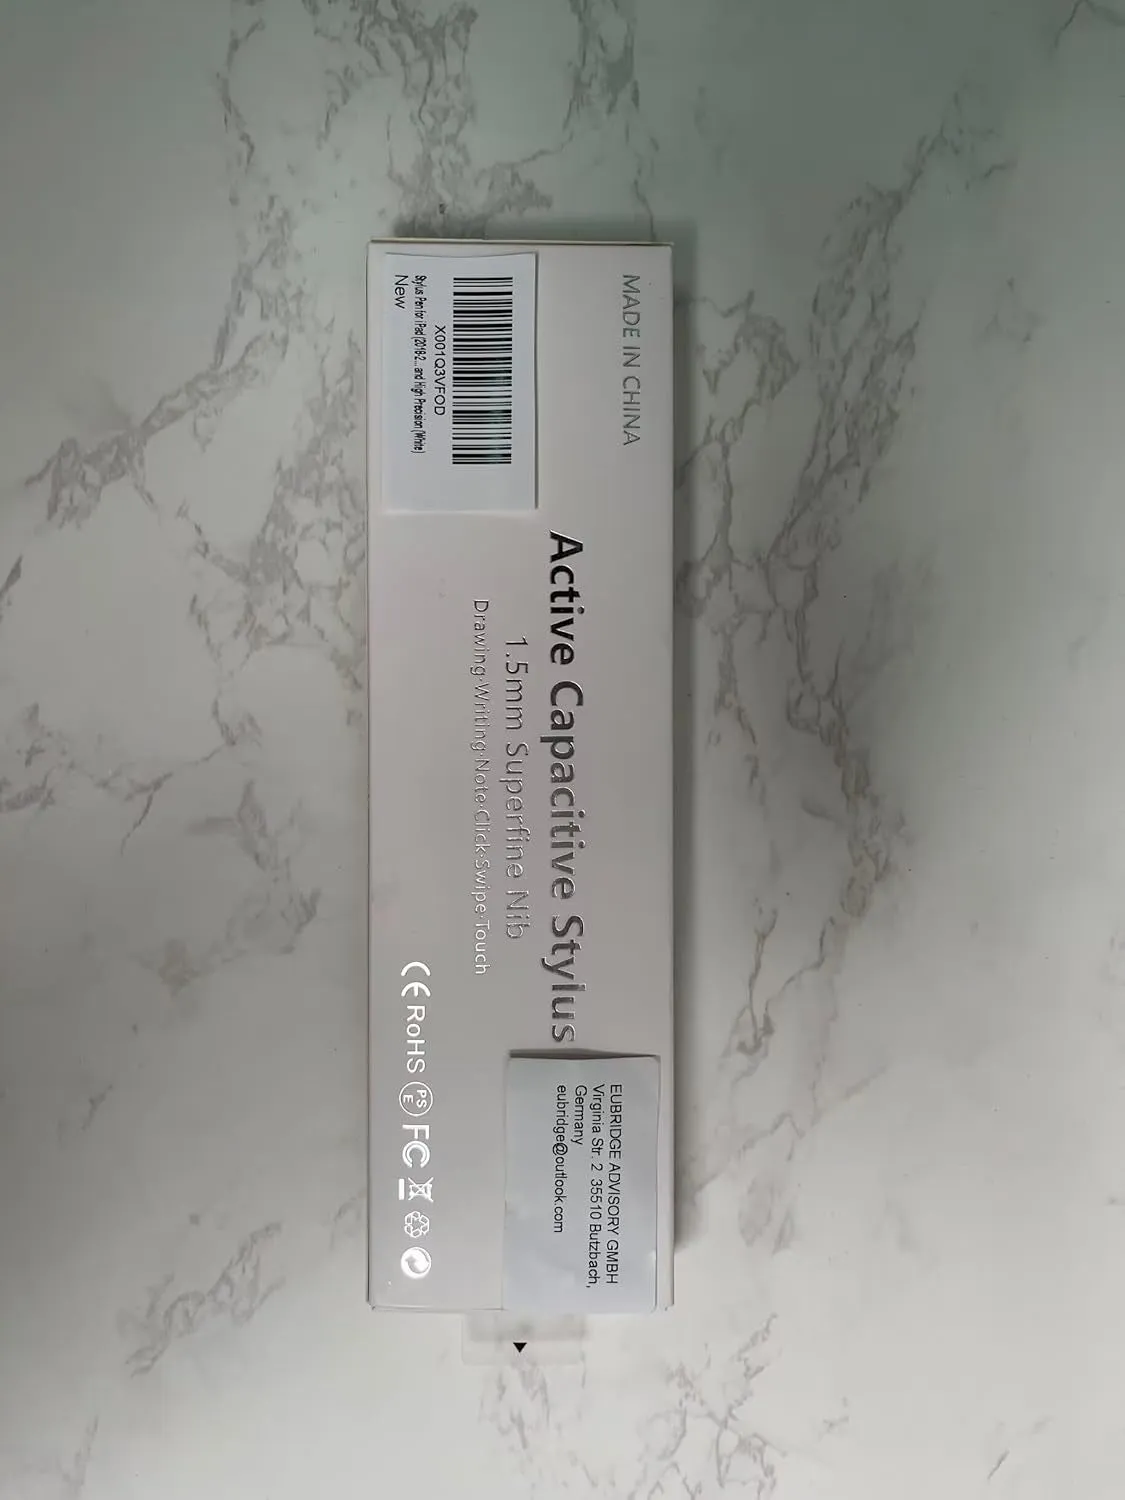 MADE IN CHINA
X001Q3VFOD
Stylus Pen for iPad (2018-2... and High Precision (White)
New
Active Capacitive Stylus
1.5mm Superfine Nib
Drawing·Writing·Note·Click·Swipe·Touch
EUBRIDGE ADVISORY GMBH
Virginia Str. 2 35510 Butzbach,
Germany
eubridge@outlook.com
CE RoHS PSE FC